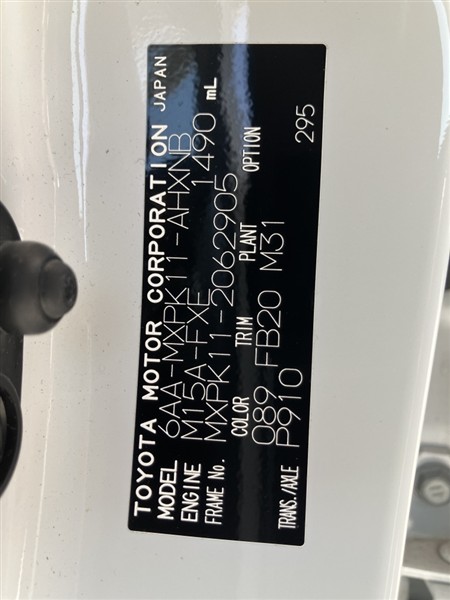 TOYOTA MOTOR CORPORATION JAPAN
MODEL 6AA-MXPK11-AHXNB
ENGINE M15A-FXE 1490 mL
FRAME No. MXPK11-2062905
COLOR TRIM PLANT OPTION
089 FB20 M31
TRANS./AXLE P910 295